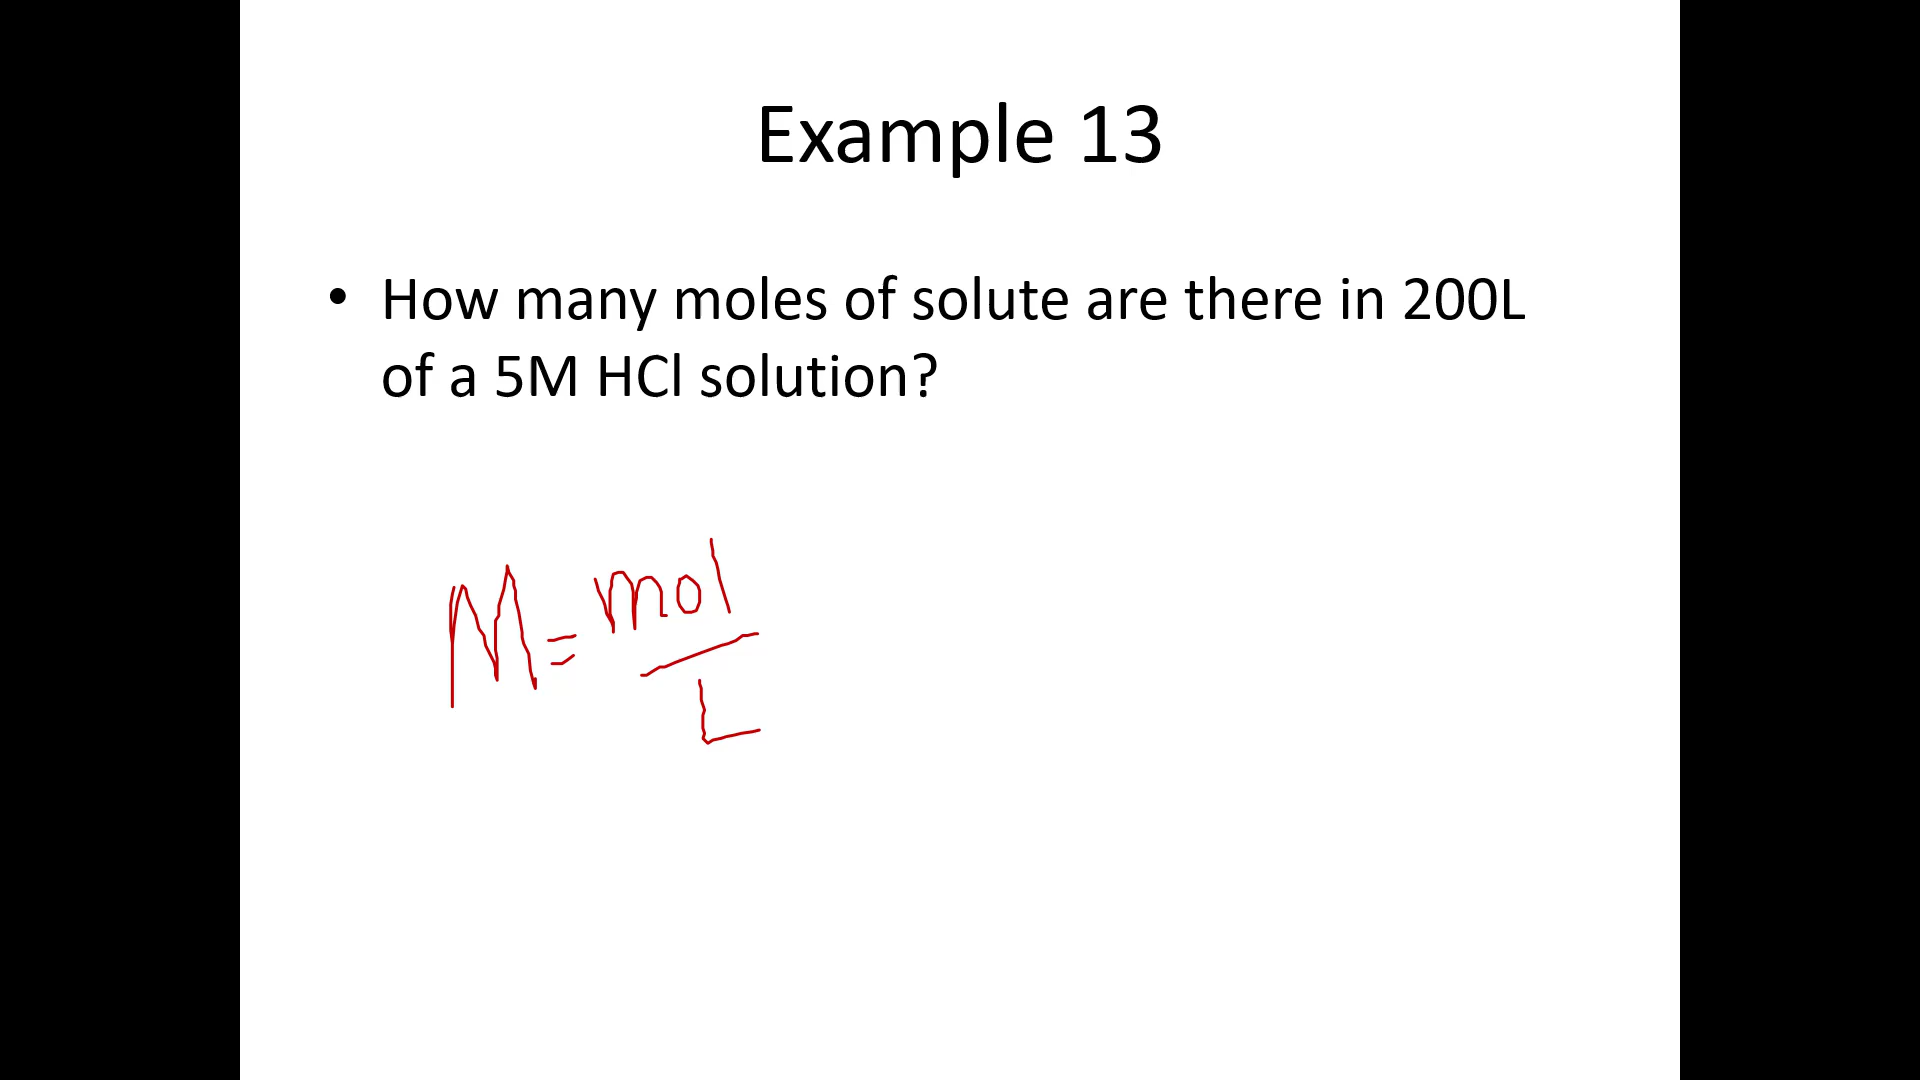 Example 13
• How many moles of solute are there in 200L
of a 5M HCl solution?
M = mol
L